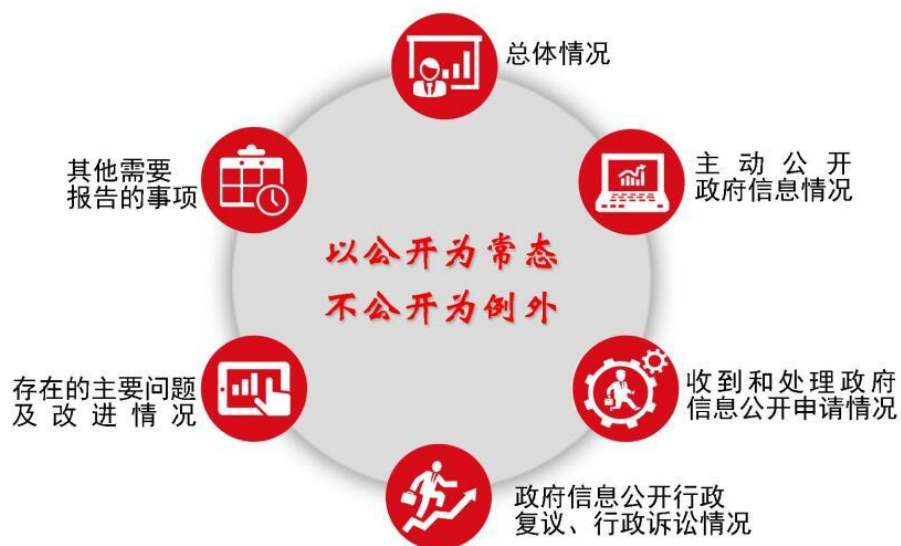 总体情况
主动公开
政府信息情况
收到和处理政府
信息公开申请情况
政府信息公开行政
复议、行政诉讼情况
存在的主要问题
及改进情况
其他需要
报告的事项
以公开为常态
不公开为例外